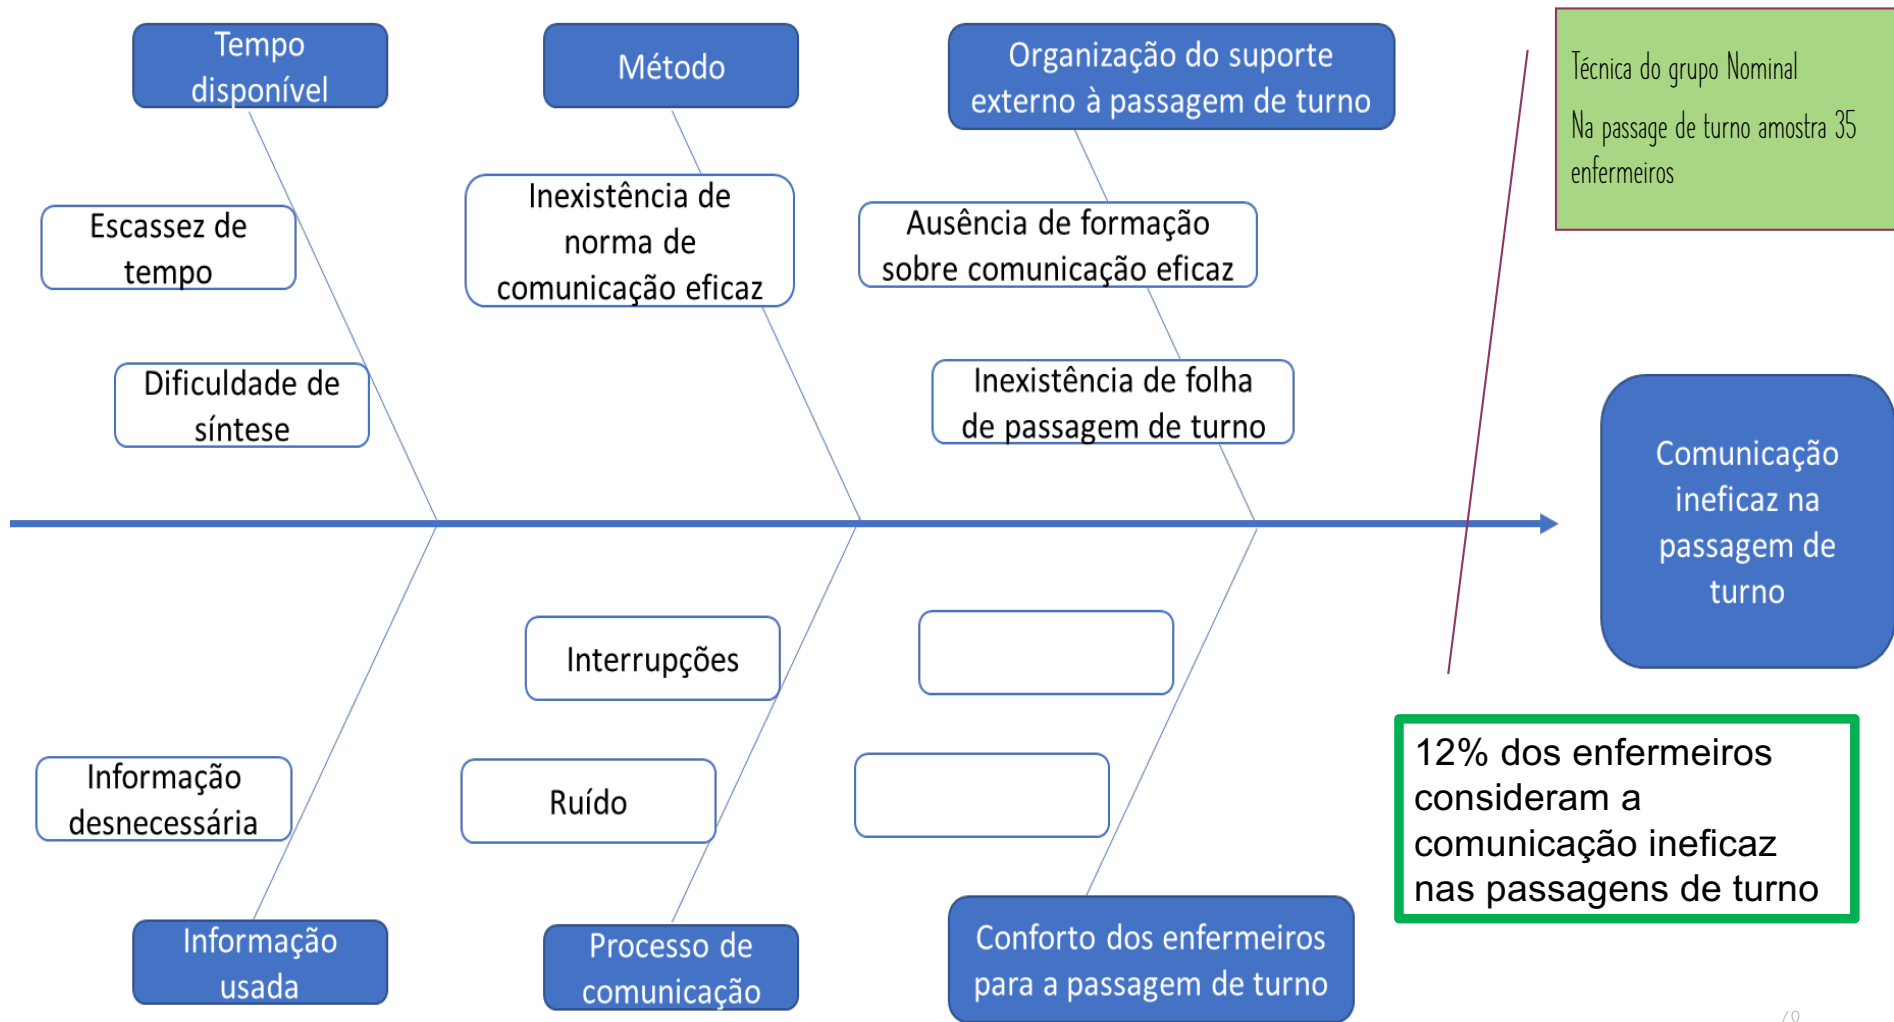 Tempo
disponível
Método
Organização do suporte
externo à passagem de turno
Técnica do grupo Nominal
Na passage de turno amostra 35
enfermeiros
Escassez de
tempo
Inexistência de
norma de
comunicação eficaz
Ausência de formação
sobre comunicação eficaz
Dificuldade de
síntese
Inexistência de folha
de passagem de turno
Comunicação
ineficaz na
passagem de
turno
Interrupções
Informação
desnecessária
Ruído
12% dos enfermeiros
consideram a
comunicação ineficaz
nas passagens de turno
Informação
usada
Processo de
comunicação
Conforto dos enfermeiros
para a passagem de turno